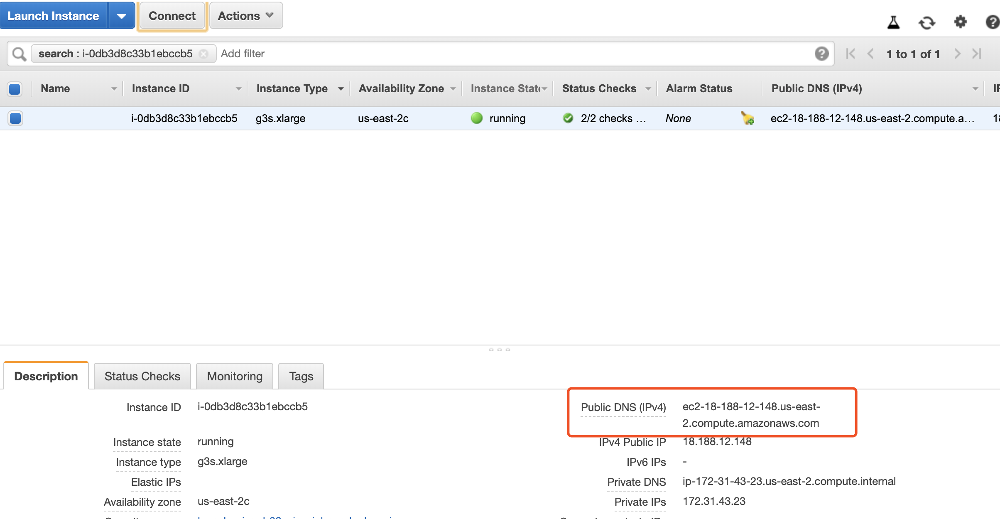 Launch Instance
Connect
Actions
search : i-0db3d8c33b1ebccb5
Add filter
1 to 1 of 1
Name
Instance ID
Instance Type
Availability Zone
Instance Stat
Status Checks
Alarm Status
Public DNS (IPv4)
i-0db3d8c33b1ebccb5
g3s.xlarge
us-east-2c
running
2/2 checks …
None
ec2-18-188-12-148.us-east-2.compute.a…
Description
Status Checks
Monitoring
Tags
Instance ID i-0db3d8c33b1ebccb5
Public DNS (IPv4) ec2-18-188-12-148.us-east-
2.compute.amazonaws.com
Instance state running
IPv4 Public IP 18.188.12.148
Instance type g3s.xlarge
IPv6 IPs -
Elastic IPs
Private DNS ip-172-31-43-23.us-east-2.compute.internal
Availability zone us-east-2c
Private IPs 172.31.43.23